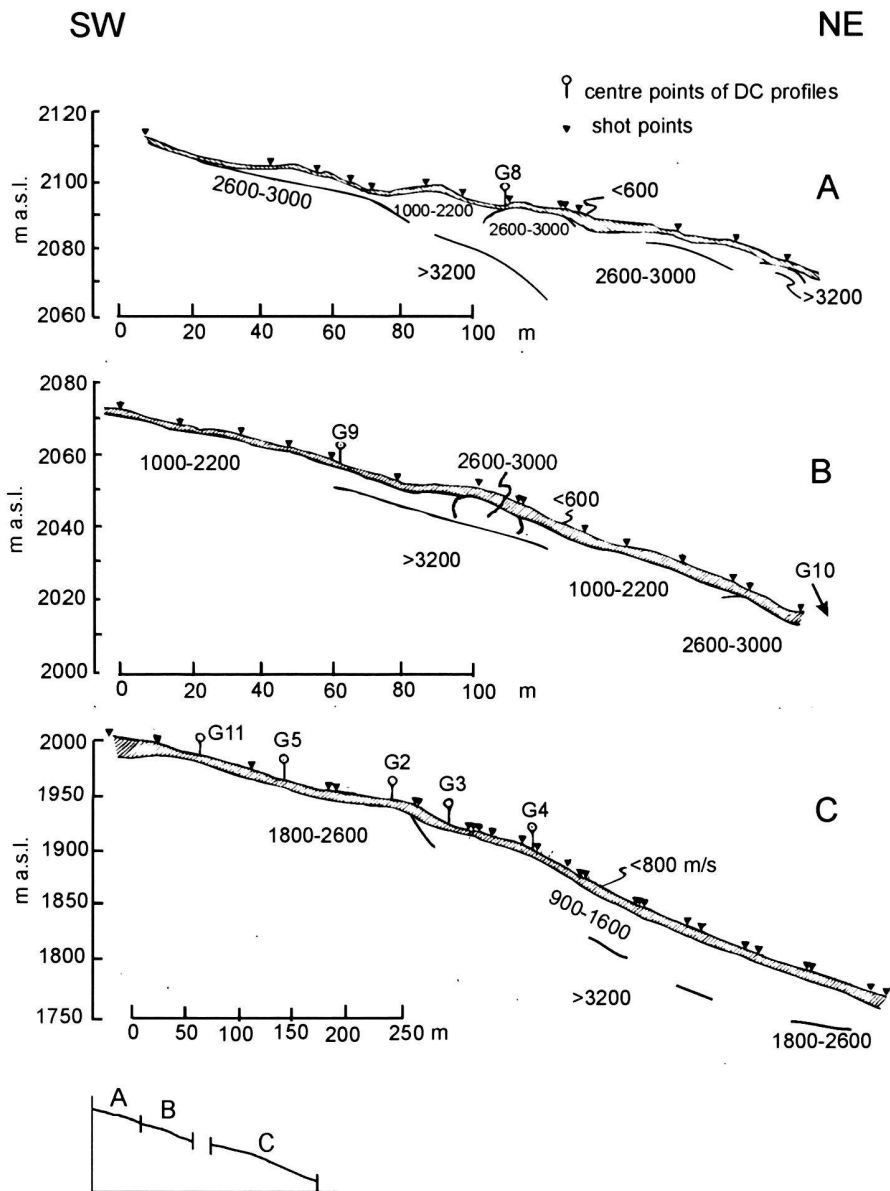 SW NE
centre points of DC profiles
shot points
2120
2100
2080
2060
m a.s.l.
A
G8
<600
2600-3000
1000-2200
2600-3000
>3200
2600-3000
>3200
0 20 40 60 80 100 m
2080
2060
2040
2020
2000
m a.s.l.
B
G9
2600-3000
1000-2200
<600
>3200
1000-2200
G10
2600-3000
0 20 40 60 80 100 m
2000
1950
1900
1850
1800
1750
m a.s.l.
C
G11
G5
G2
G3
G4
1800-2600
<800 m/s
900-1600
>3200
1800-2600
0 50 100 150 200 250 m
A B C